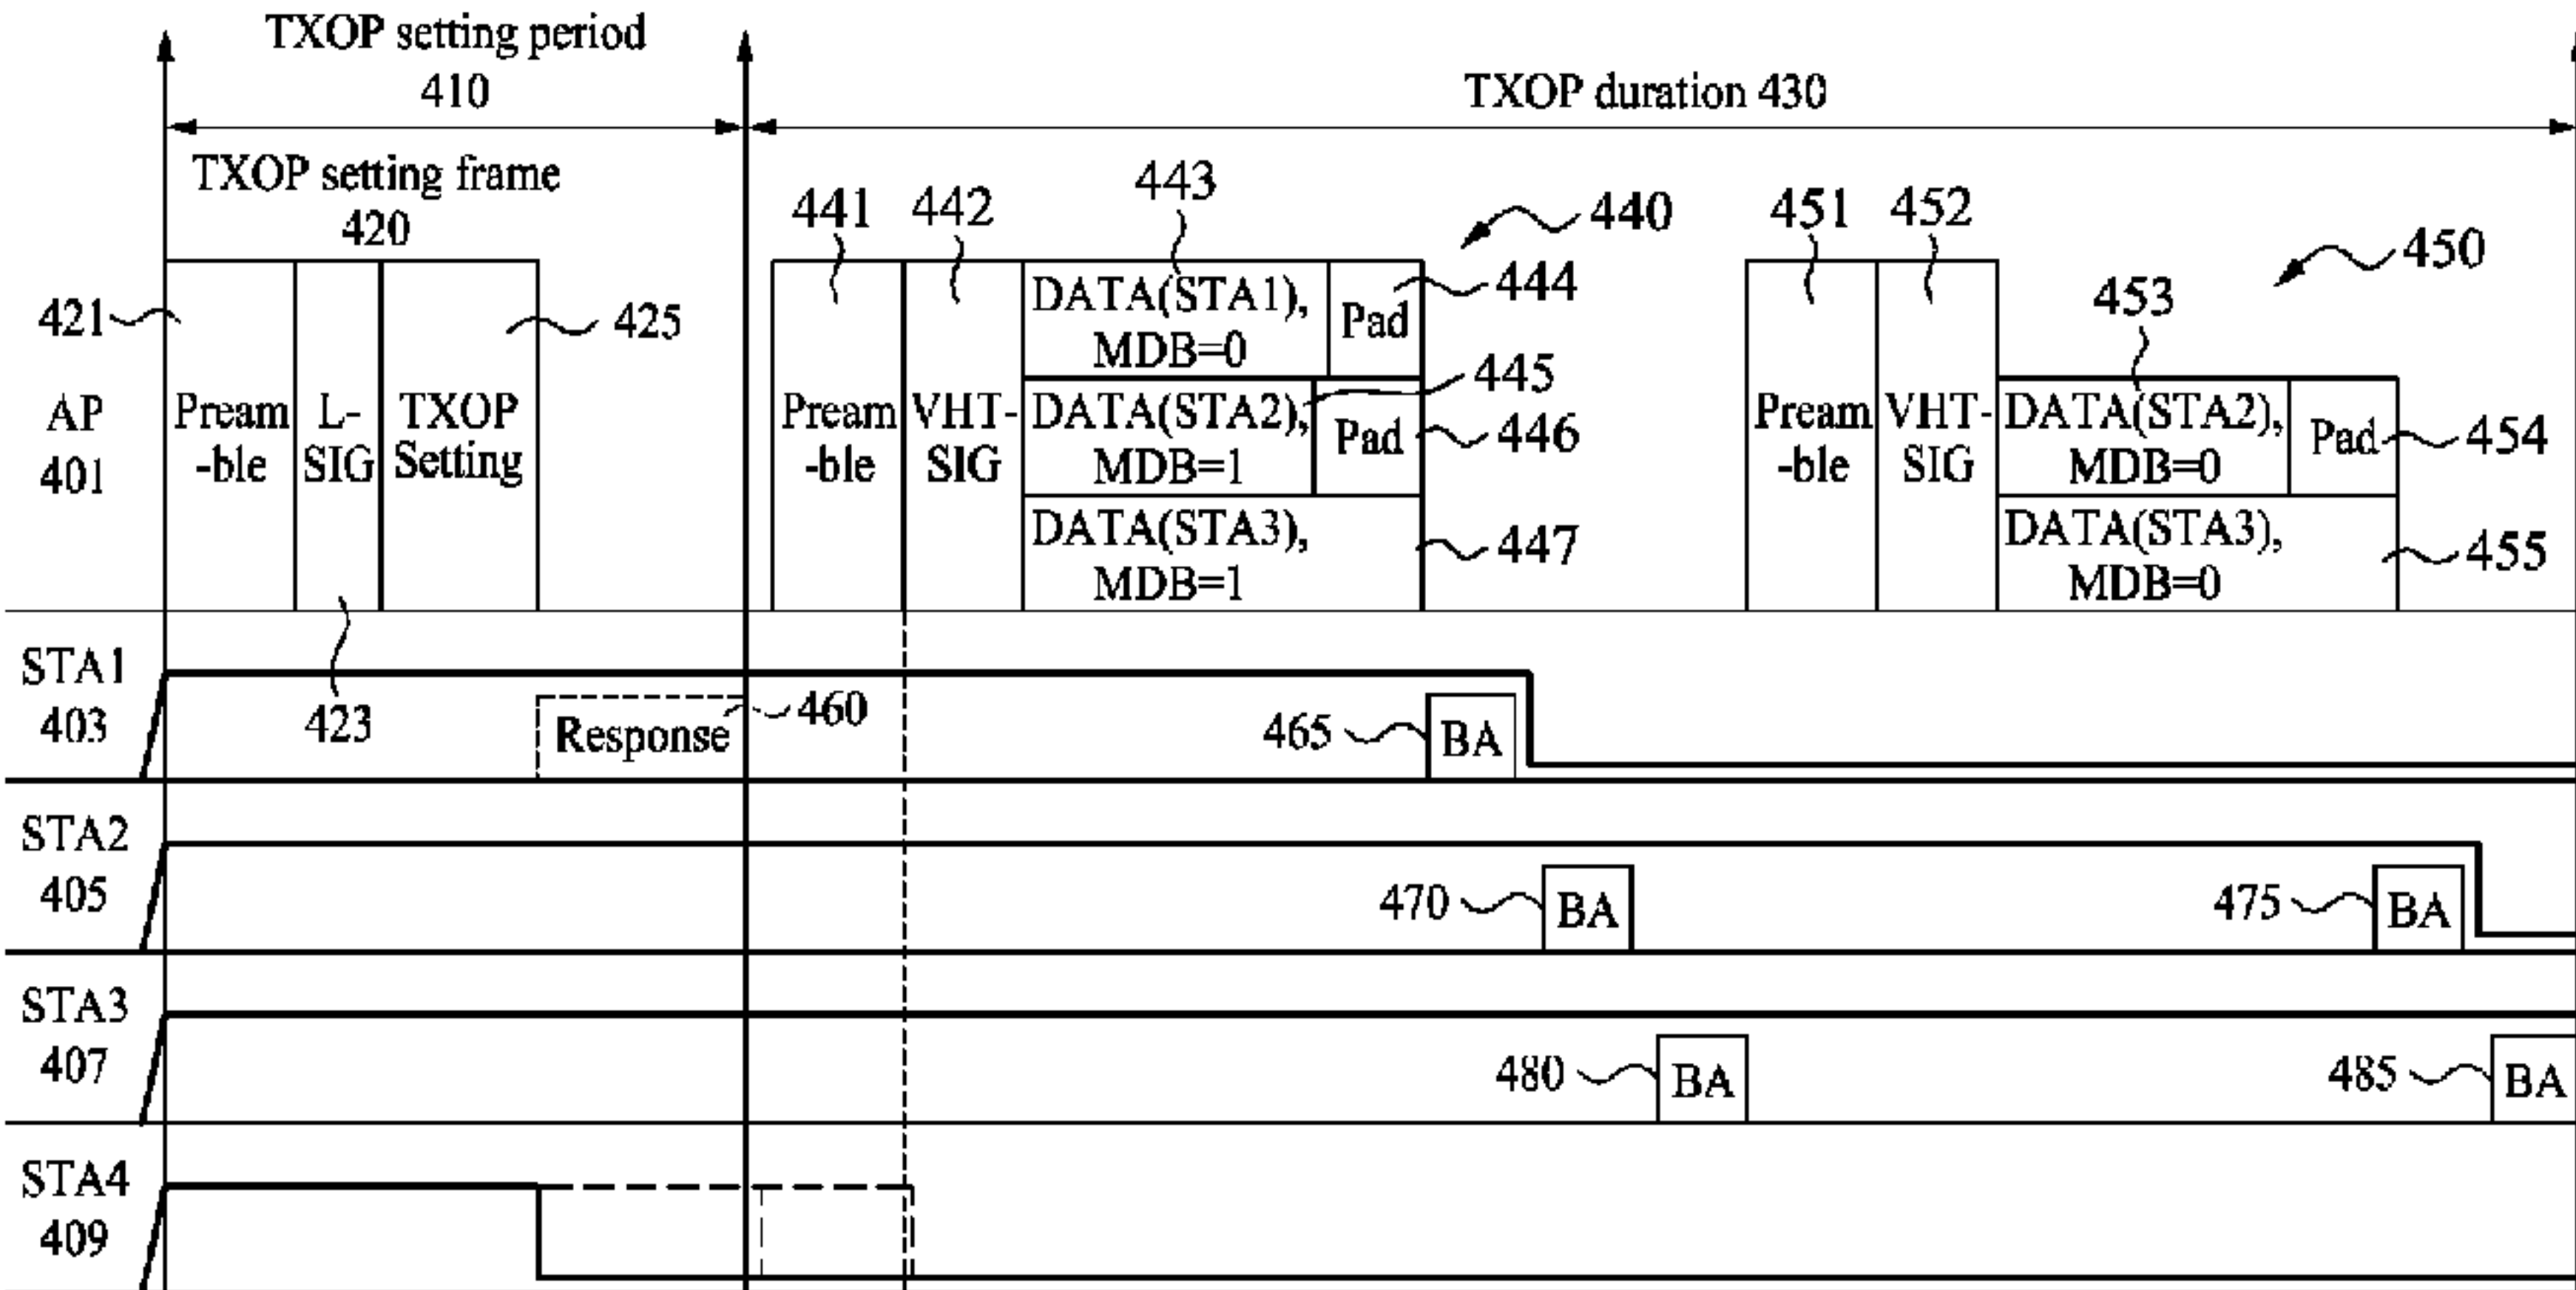 TXOP setting period
410
TXOP duration 430
TXOP setting frame
420
441
442
443
440
451
452
450
421
425
444
453
AP
401
Pream
-ble
L-
SIG
TXOP
Setting
Pream
-ble
VHT-
SIG
DATA(STA1),
MDB=0
Pad
445
DATA(STA2),
MDB=1
Pad
446
DATA(STA3),
MDB=1
447
Pream
-ble
VHT-
SIG
DATA(STA2),
MDB=0
Pad
454
DATA(STA3),
MDB=0
455
STA1
403
423
Response
460
465
BA
STA2
405
470
BA
475
BA
STA3
407
480
BA
485
BA
STA4
409